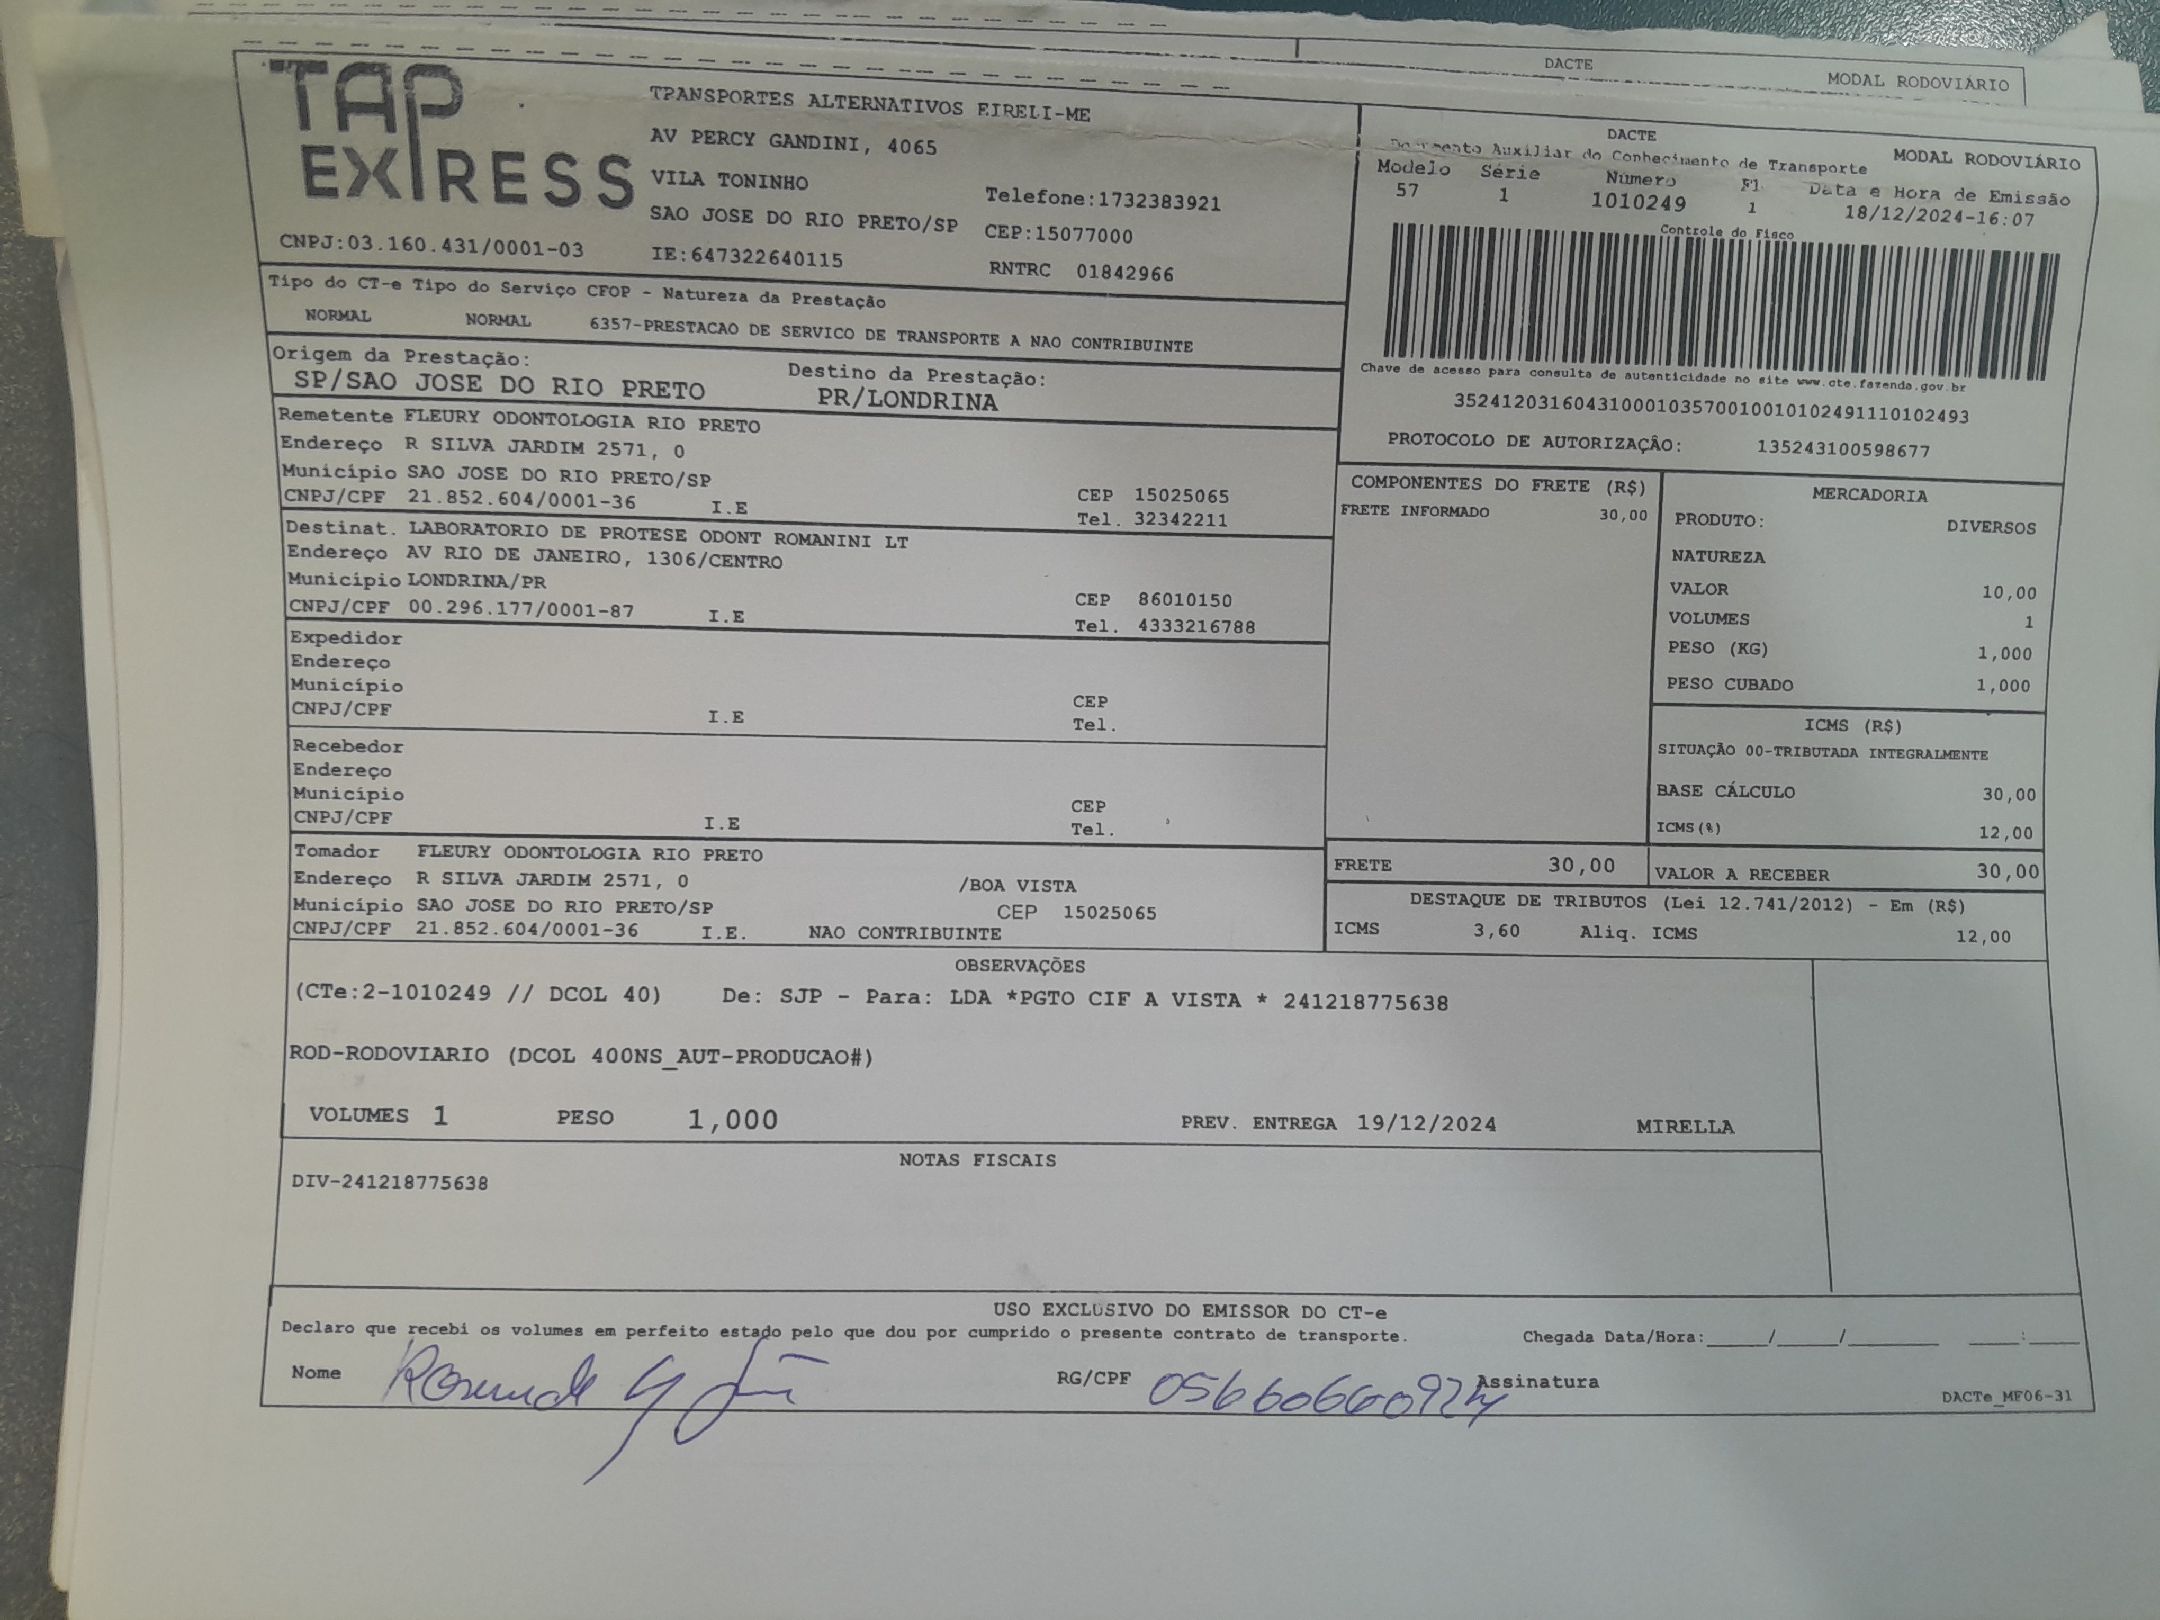 DACTE
MODAL RODOVIÁRIO
TAP EXPRESS
TRANSPORTES ALTERNATIVOS EIRELI-ME
AV PERCY GANDINI, 4065
VILA TONINHO
Telefone:1732383921
SAO JOSE DO RIO PRETO/SP CEP:15077000
CNPJ:03.160.431/0001-03 IE:647322640115 RNTRC 01842966
DACTE
Documento Auxiliar do Conhecimento de Transporte MODAL RODOVIÁRIO
Modelo Série Número Fl Data e Hora de Emissão
57 1 1010249 1 18/12/2024-16:07
Controle do Fisco
Chave de acesso para consulta de autenticidade no site www.cte.fazenda.gov.br
35241203160431000103570010010102491110102493
PROTOCOLO DE AUTORIZAÇÃO: 135243100598677
Tipo do CT-e Tipo do Serviço CFOP - Natureza da Prestação
NORMAL NORMAL 6357-PRESTACAO DE SERVICO DE TRANSPORTE A NAO CONTRIBUINTE
Origem da Prestação: Destino da Prestação:
SP/SAO JOSE DO RIO PRETO PR/LONDRINA
Remetente FLEURY ODONTOLOGIA RIO PRETO
Endereço R SILVA JARDIM 2571, 0
Município SAO JOSE DO RIO PRETO/SP CEP 15025065
CNPJ/CPF 21.852.604/0001-36 I.E Tel. 32342211
Destinat. LABORATORIO DE PROTESE ODONT ROMANINI LT
Endereço AV RIO DE JANEIRO, 1306/CENTRO
Município LONDRINA/PR CEP 86010150
CNPJ/CPF 00.296.177/0001-87 I.E Tel. 4333216788
Expedidor
Endereço
Município CEP
CNPJ/CPF I.E Tel.
Recebedor
Endereço
Município CEP
CNPJ/CPF I.E Tel.
Tomador FLEURY ODONTOLOGIA RIO PRETO
Endereço R SILVA JARDIM 2571, 0 /BOA VISTA
Município SAO JOSE DO RIO PRETO/SP CEP 15025065
CNPJ/CPF 21.852.604/0001-36 I.E. NAO CONTRIBUINTE
COMPONENTES DO FRETE (R$)
FRETE INFORMADO 30,00
MERCADORIA
PRODUTO: DIVERSOS
NATUREZA
VALOR 10,00
VOLUMES 1
PESO (KG) 1,000
PESO CUBADO 1,000
ICMS (R$)
SITUAÇÃO 00-TRIBUTADA INTEGRALMENTE
BASE CÁLCULO 30,00
ICMS(%) 12,00
FRETE 30,00 VALOR A RECEBER 30,00
DESTAQUE DE TRIBUTOS (Lei 12.741/2012) - Em (R$)
ICMS 3,60 Aliq. ICMS 12,00
OBSERVAÇÕES
(CTe:2-1010249 // DCOL 40) De: SJP - Para: LDA *PGTO CIF A VISTA * 241218775638
ROD-RODOVIARIO (DCOL 400NS_AUT-PRODUCAO#)
VOLUMES 1 PESO 1,000 PREV. ENTREGA 19/12/2024 MIRELLA
NOTAS FISCAIS
DIV-241218775638
USO EXCLUSIVO DO EMISSOR DO CT-e
Declaro que recebi os volumes em perfeito estado pelo que dou por cumprido o presente contrato de transporte. Chegada Data/Hora:____/____/______ ____:____
Nome RG/CPF 05660660924 Assinatura
DACTe_MF06-31